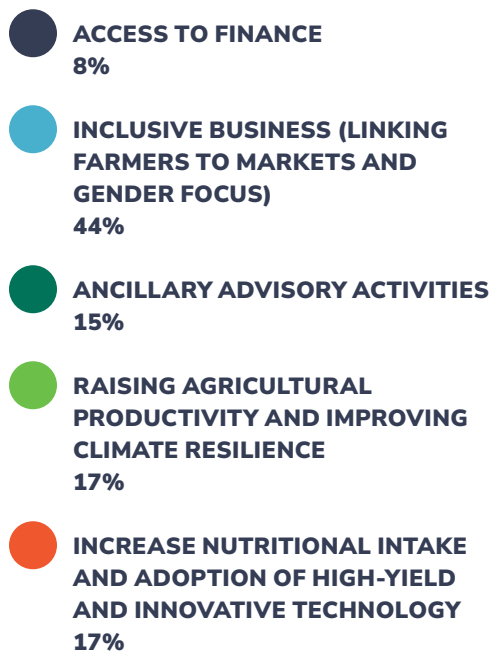 ACCESS TO FINANCE
8%
INCLUSIVE BUSINESS (LINKING
FARMERS TO MARKETS AND
GENDER FOCUS)
44%
ANCILLARY ADVISORY ACTIVITIES
15%
RAISING AGRICULTURAL
PRODUCTIVITY AND IMPROVING
CLIMATE RESILIENCE
17%
INCREASE NUTRITIONAL INTAKE
AND ADOPTION OF HIGH-YIELD
AND INNOVATIVE TECHNOLOGY
17%